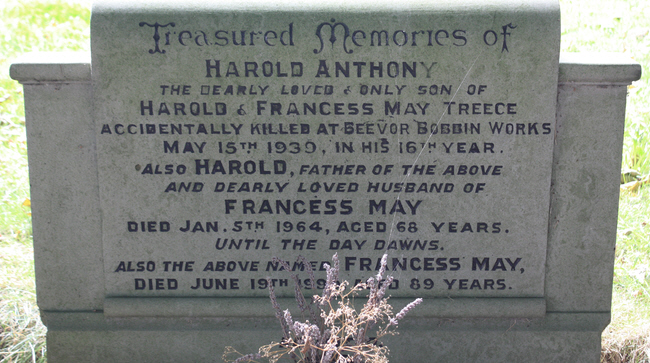 Treasured Memories of
HAROLD ANTHONY
THE DEARLY LOVED & ONLY SON OF
HAROLD & FRANCESS MAY TREECE
ACCIDENTALLY KILLED AT BEEVOR BOBBIN WORKS
MAY 15TH 1939, IN HIS 16TH YEAR.
ALSO HAROLD, FATHER OF THE ABOVE
AND DEARLY LOVED HUSBAND OF
FRANCESS MAY
DIED JAN. 5TH 1964, AGED 68 YEARS.
UNTIL THE DAY DAWNS.
ALSO THE ABOVE NAMED FRANCESS MAY,
DIED JUNE 19TH 89 YEARS.